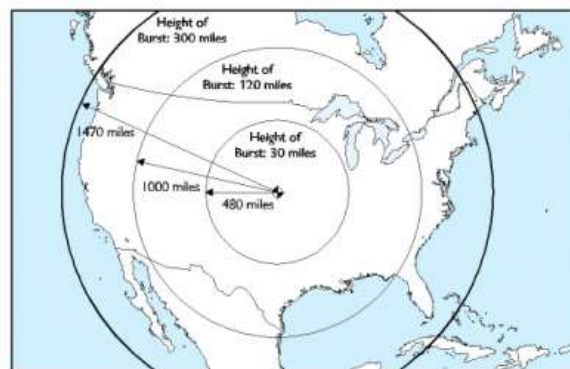 Height of
Burst: 300 miles
Height of
Burst: 120 miles
Height of
Burst: 30 miles
1470 miles
1000 miles
480 miles